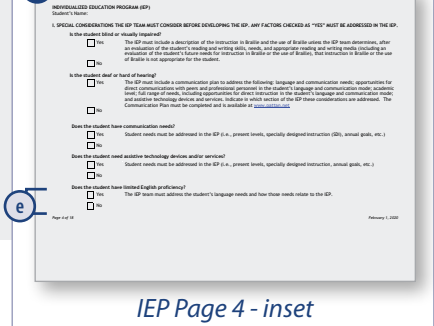 INDIVIDUALIZED EDUCATION PROGRAM (IEP)
Student's Name:
I. SPECIAL CONSIDERATIONS THE IEP TEAM MUST CONSIDER BEFORE DEVELOPING THE IEP. ANY FACTORS CHECKED AS "YES" MUST BE ADDRESSED IN THE IEP.
Is the student blind or visually impaired?
Yes The IEP must include a description of the instruction in Braille and the use of Braille unless the IEP team determines, after
an evaluation of the student's reading and writing skills, needs, and appropriate reading and writing media (including an
evaluation of the student's future needs for instruction in Braille or the use of Braille), that instruction in Braille or the use
of Braille is not appropriate for the student.
No
Is the student deaf or hard of hearing?
Yes The IEP must include a communication plan to address the following: language and communication needs; opportunities for
direct communications with peers and professional personnel in the student's language and communication mode; academic
level; full range of needs, including opportunities for direct instruction in the student's language and communication mode;
and assistive technology devices and services. Indicate in which section of the IEP these considerations are addressed. The
Communication Plan must be completed and is available at www.pattan.net
No
Does the student have communication needs?
Yes Student needs must be addressed in the IEP (i.e., present levels, specially designed instruction (SDI), annual goals, etc.)
No
Does the student need assistive technology devices and/or services?
Yes Student needs must be addressed in the IEP (i.e., present levels, specially designed instruction, annual goals, etc.)
No
Does the student have limited English proficiency?
e
Yes The IEP team must address the student's language needs and how those needs relate to the IEP.
No
Page 4 of 18 February 1, 2020
IEP Page 4 - inset